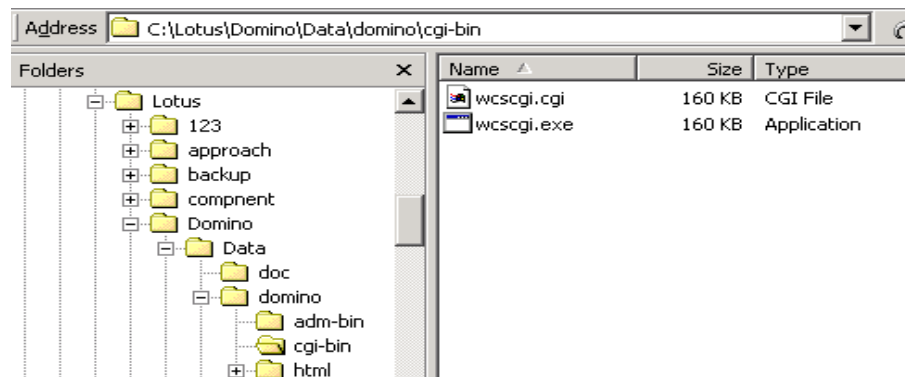 Address C:\Lotus\Domino\Data\domino\cgi-bin
Folders
Name Size Type
Lotus
123
approach
backup
compnent
Domino
Data
doc
domino
adm-bin
cgi-bin
html
wcscgi.cgi 160 KB CGI File
wcscgi.exe 160 KB Application